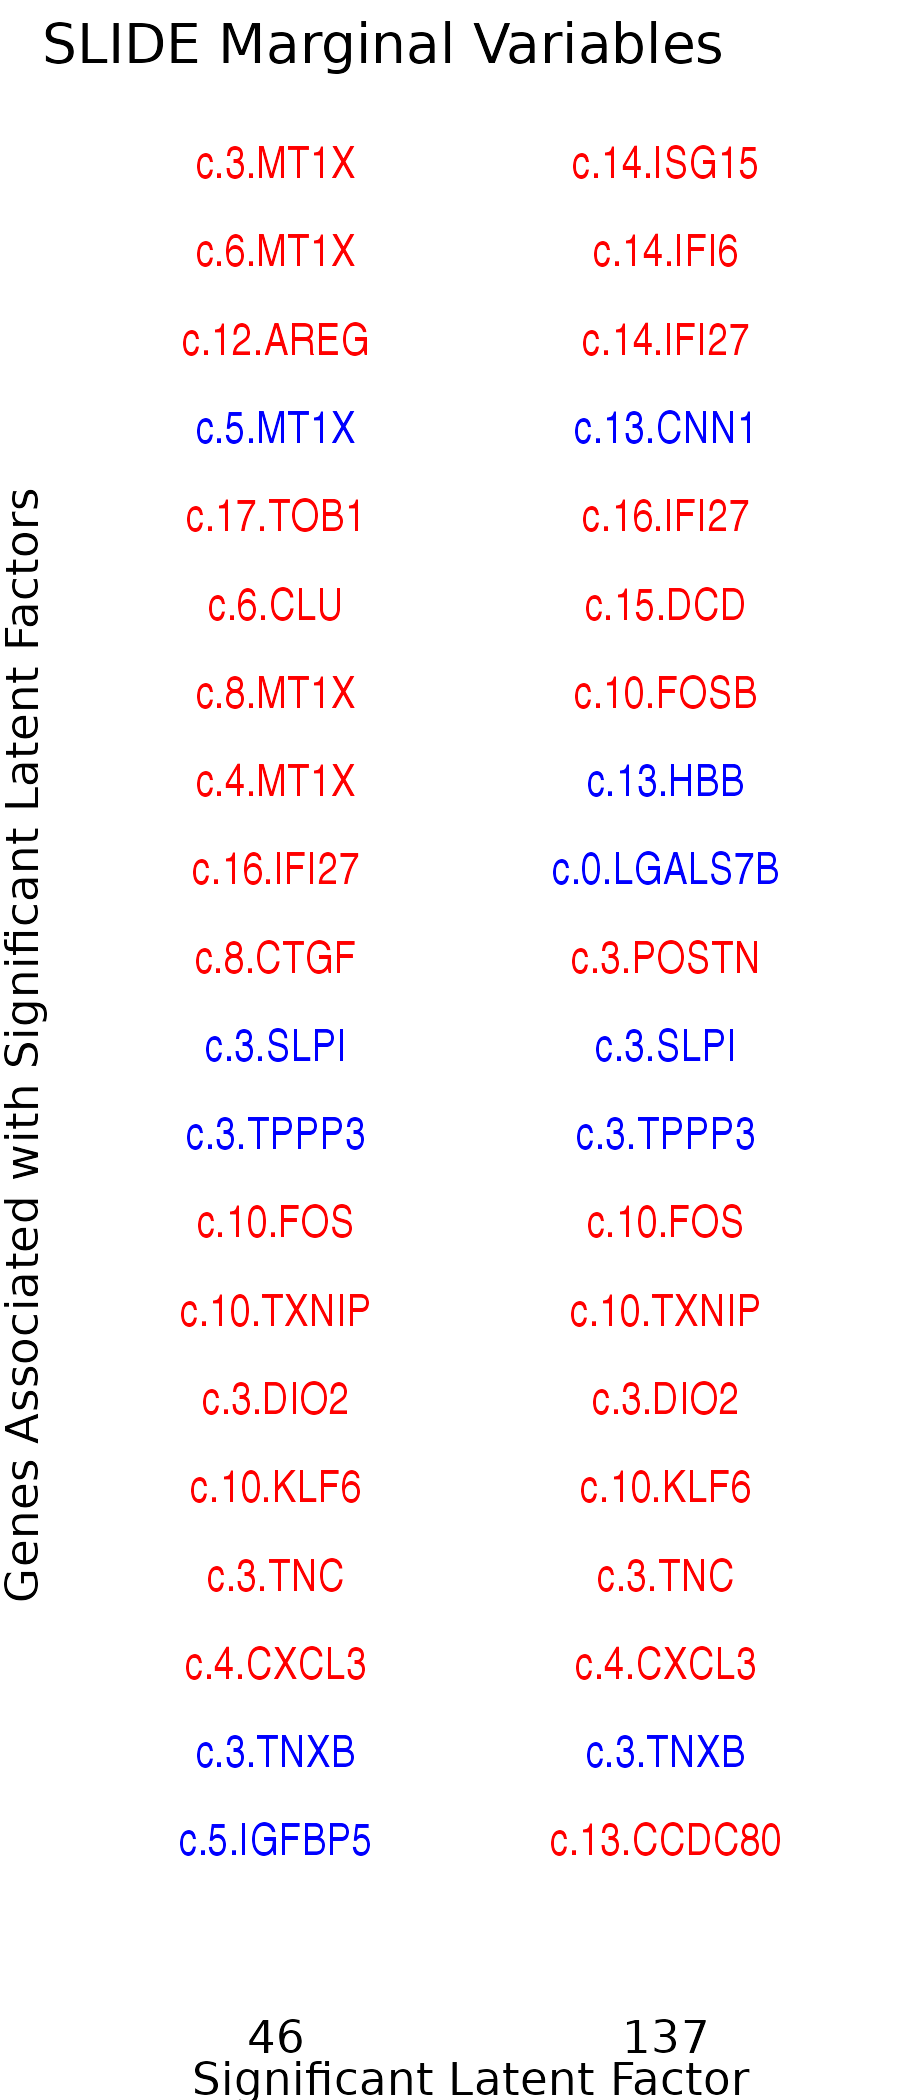 SLIDE Marginal Variables
c.3.MT1X c.14.ISG15
c.6.MT1X c.14.IFI6
c.12.AREG c.14.IFI27
c.5.MT1X c.13.CNN1
c.17.TOB1 c.16.IFI27
c.6.CLU c.15.DCD
c.8.MT1X c.10.FOSB
c.4.MT1X c.13.HBB
c.16.IFI27 c.0.LGALS7B
c.8.CTGF c.3.POSTN
c.3.SLPI c.3.SLPI
c.3.TPPP3 c.3.TPPP3
c.10.FOS c.10.FOS
c.10.TXNIP c.10.TXNIP
c.3.DIO2 c.3.DIO2
c.10.KLF6 c.10.KLF6
c.3.TNC c.3.TNC
c.4.CXCL3 c.4.CXCL3
c.3.TNXB c.3.TNXB
c.5.IGFBP5 c.13.CCDC80
Genes Associated with Significant Latent Factors
46 137
Significant Latent Factor